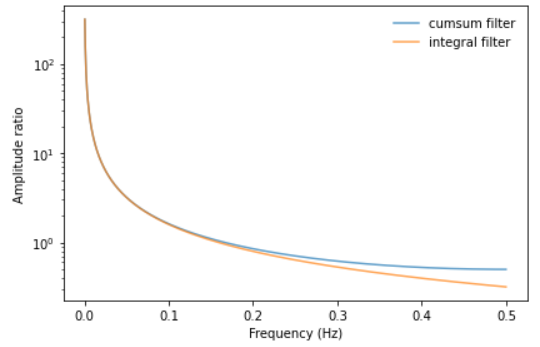 cumsum filter
integral filter
10²
10¹
10⁰
Amplitude ratio
0.0 0.1 0.2 0.3 0.4 0.5
Frequency (Hz)